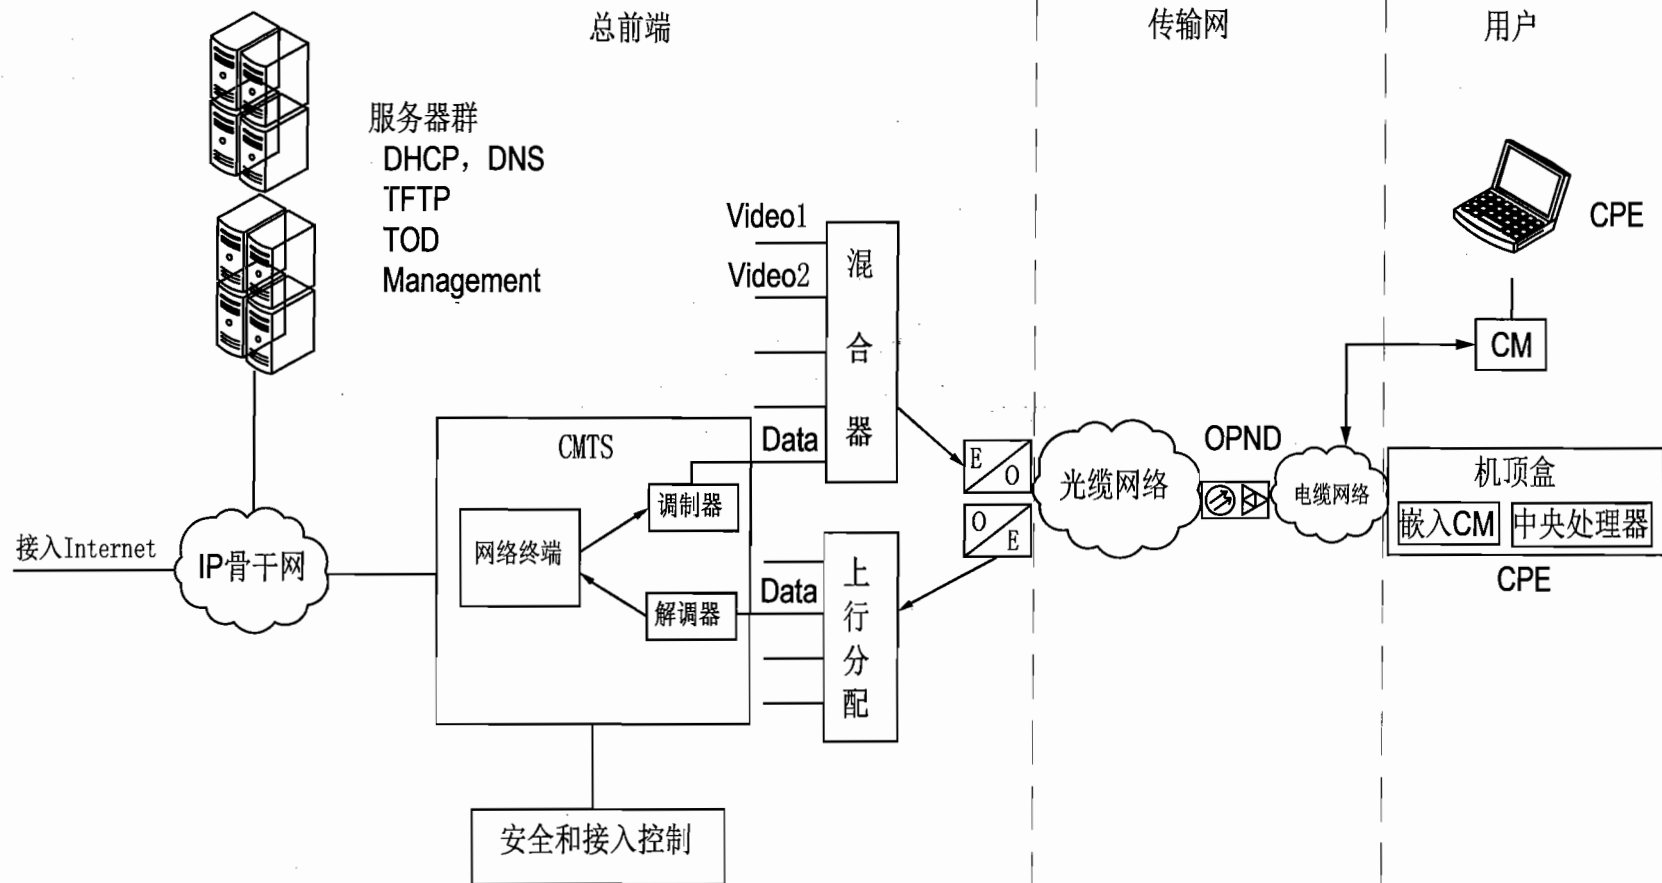 总前端
传输网
用户
服务器群
DHCP，DNS
TFTP
TOD
Management
Video1
Video2
混合器
Data
CMTS
调制器
网络终端
解调器
Data
上行分配
接入Internet
IP骨干网
安全和接入控制
E
O
O
E
光缆网络
OPND
电缆网络
CPE
CM
机顶盒
嵌入CM
中央处理器
CPE